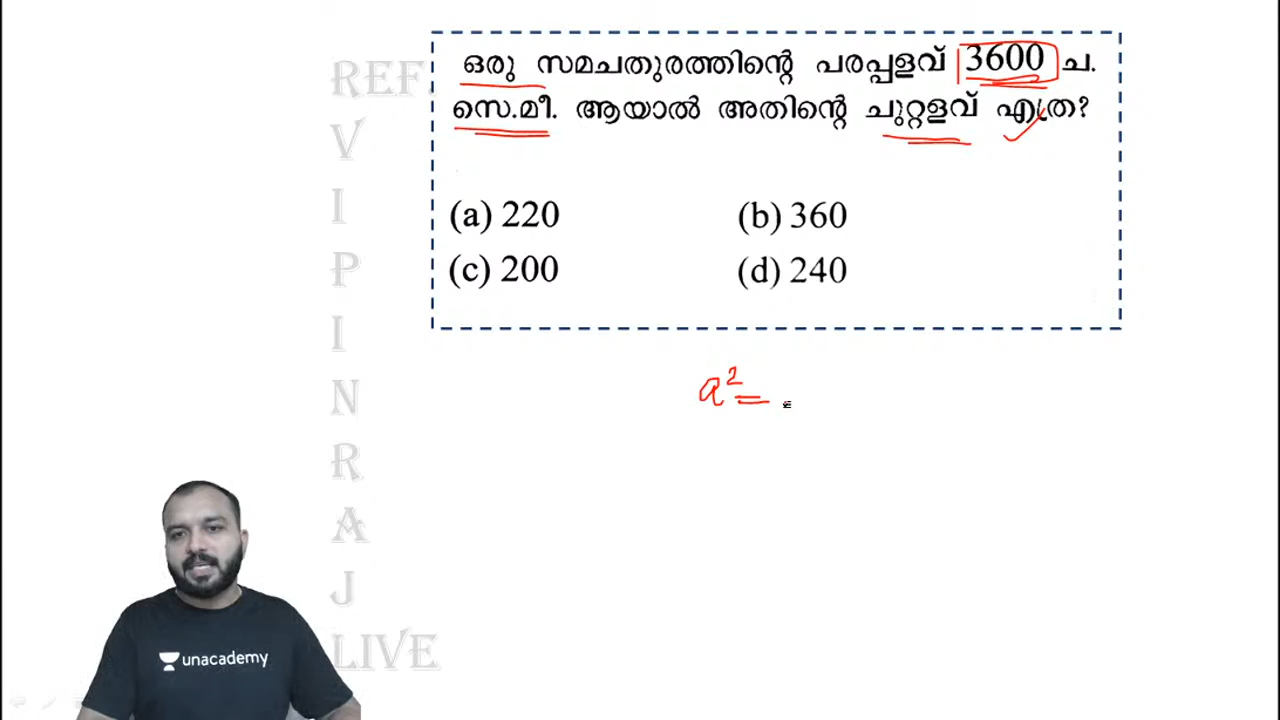 ഒരു സമചതുരത്തിന്റെ പരപ്പളവ് 3600 ച.
സെ.മീ. ആയാൽ അതിന്റെ ചുറ്റളവ് എത്ര?
(a) 220 (b) 360
(c) 200 (d) 240
a² =
REF.
V
I
P
I
N
R
A
J
LIVE
unacademy